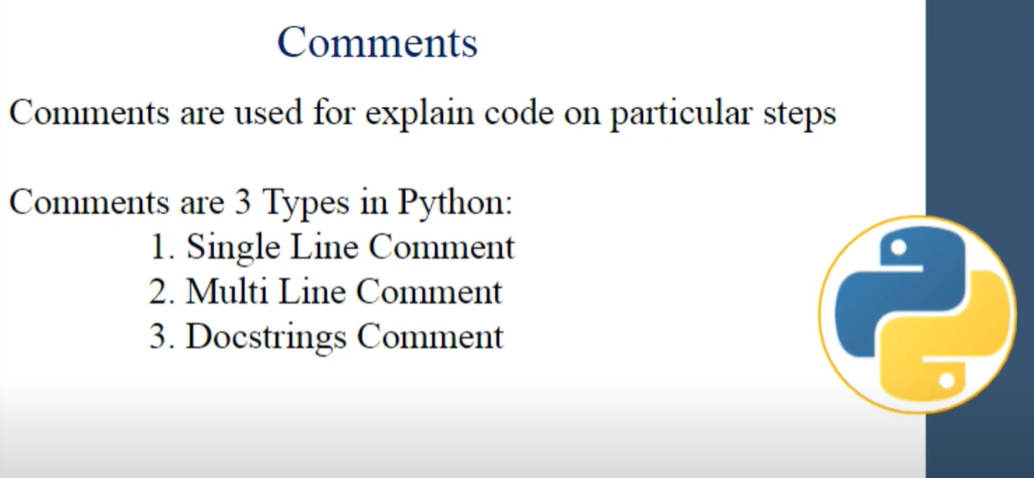 Comments
Comments are used for explain code on particular steps
Comments are 3 Types in Python:
1. Single Line Comment
2. Multi Line Comment
3. Docstrings Comment